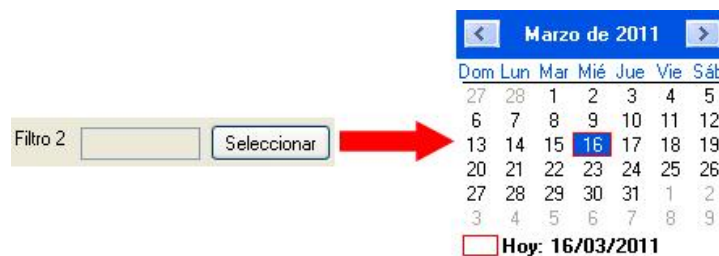 Filtro 2
Seleccionar
Marzo de 2011
Dom Lun Mar Mié Jue Vie Sáb
27 28 1 2 3 4 5
6 7 8 9 10 11 12
13 14 15 16 17 18 19
20 21 22 23 24 25 26
27 28 29 30 31 1 2
3 4 5 6 7 8 9
Hoy: 16/03/2011